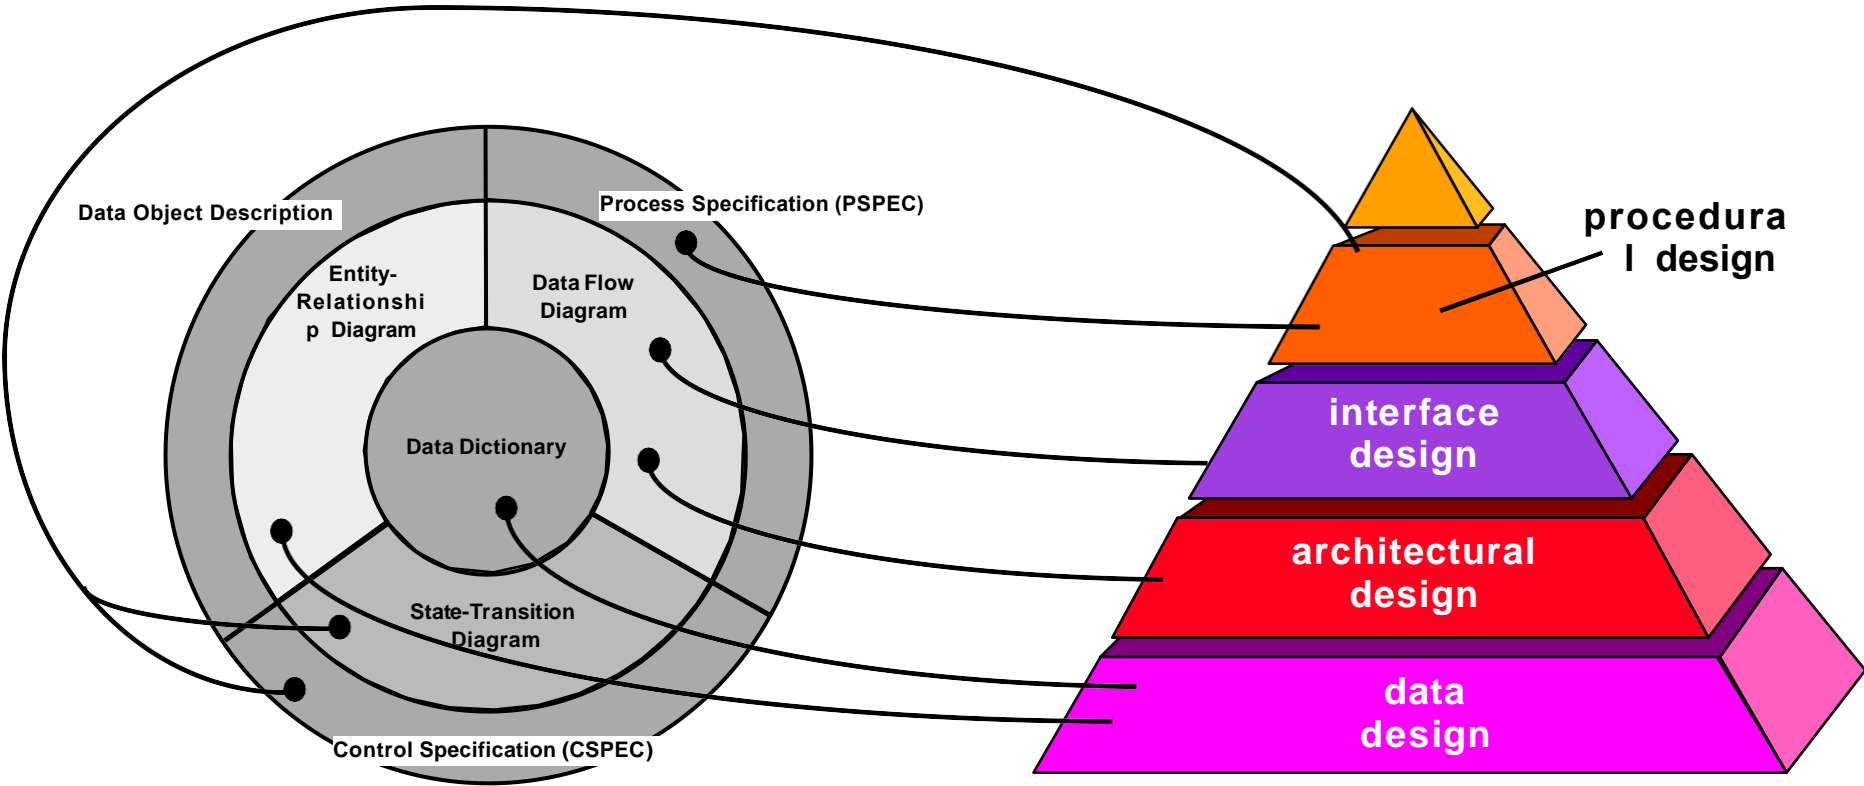 Data Object Description
Process Specification (PSPEC)
Entity-
Relationshi
p Diagram
Data Flow
Diagram
Data Dictionary
State-Transition
Diagram
Control Specification (CSPEC)
procedura
l design
interface
design
architectural
design
data
design